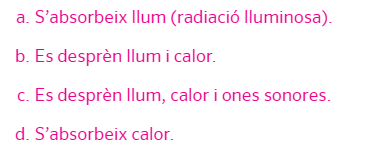 a. S’absorbeix llum (radiació lluminosa).
b. Es desprèn llum i calor.
c. Es desprèn llum, calor i ones sonores.
d. S’absorbeix calor.